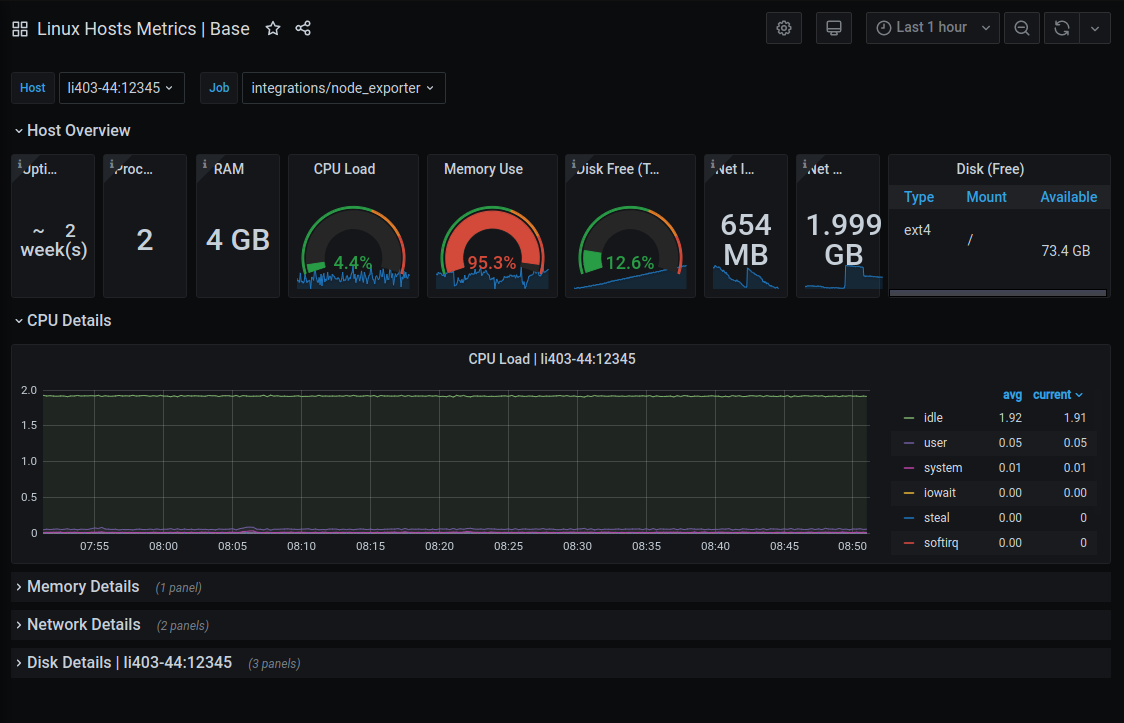 Linux Hosts Metrics | Base
Last 1 hour
Host li403-44:12345 Job integrations/node_exporter
Host Overview
Upti... Proc... RAM CPU Load Memory Use Disk Free (T... Net I... Net ... Disk (Free)
Type Mount Available
~ 2 week(s)
2
4 GB
4.4%
95.3%
12.6%
654 MB
1.999 GB
ext4 / 73.4 GB
CPU Details
CPU Load | li403-44:12345
2.0
1.5
1.0
0.5
0
07:55 08:00 08:05 08:10 08:15 08:20 08:25 08:30 08:35 08:40 08:45 08:50
avg current
idle 1.92 1.91
user 0.05 0.05
system 0.01 0.01
iowait 0.00 0.00
steal 0.00 0
softirq 0.00 0
Memory Details (1 panel)
Network Details (2 panels)
Disk Details | li403-44:12345 (3 panels)